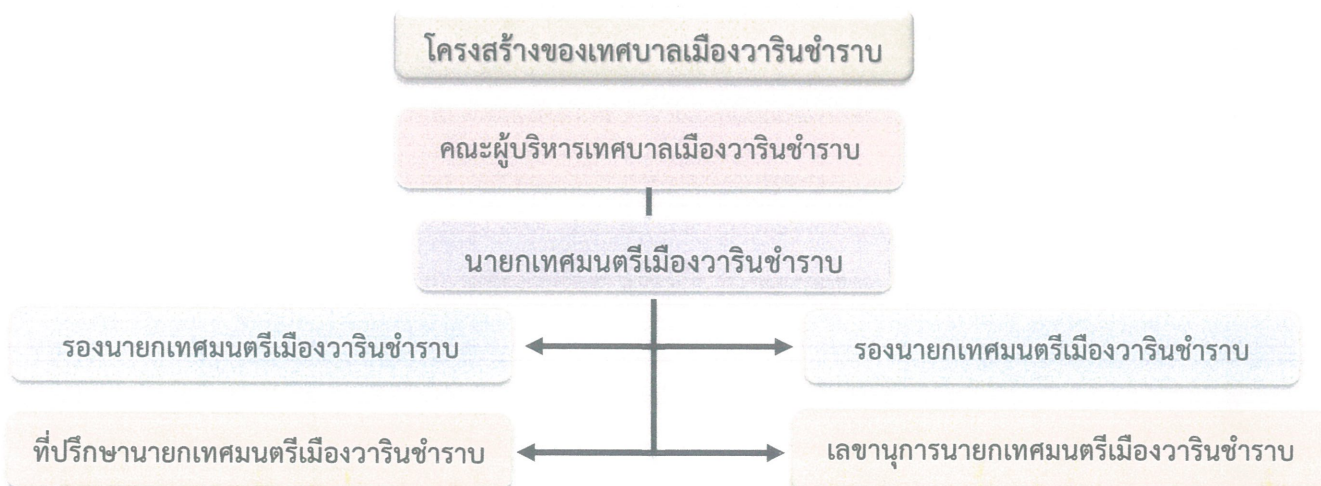 โครงสร้างของเทศบาลเมืองวารินชำราบ
คณะผู้บริหารเทศบาลเมืองวารินชำราบ
นายกเทศมนตรีเมืองวารินชำราบ
รองนายกเทศมนตรีเมืองวารินชำราบ
รองนายกเทศมนตรีเมืองวารินชำราบ
ที่ปรึกษานายกเทศมนตรีเมืองวารินชำราบ
เลขานุการนายกเทศมนตรีเมืองวารินชำราบ